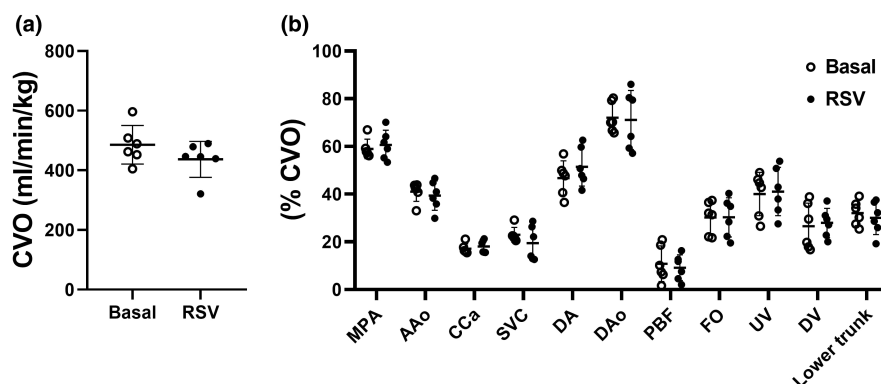 (a)
CVO (ml/min/kg)
800
600
400
200
0
Basal
RSV
(b)
(% CVO)
100
80
60
40
20
0
Basal
RSV
MPA
AAo
CCa
SVC
DA
DAo
PBF
FO
UV
DV
Lower trunk